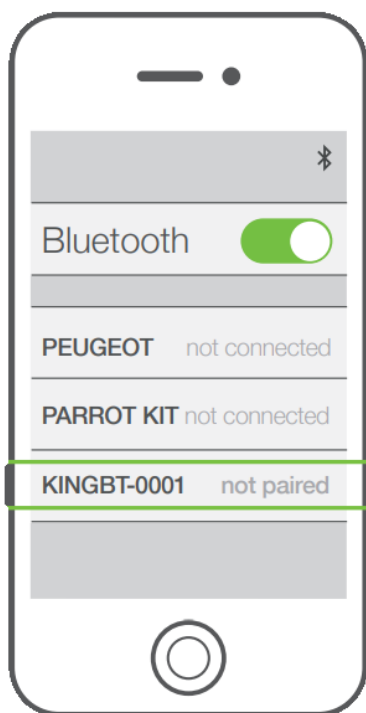 Bluetooth
PEUGEOT not connected
PARROT KIT not connected
KINGBT-0001 not paired